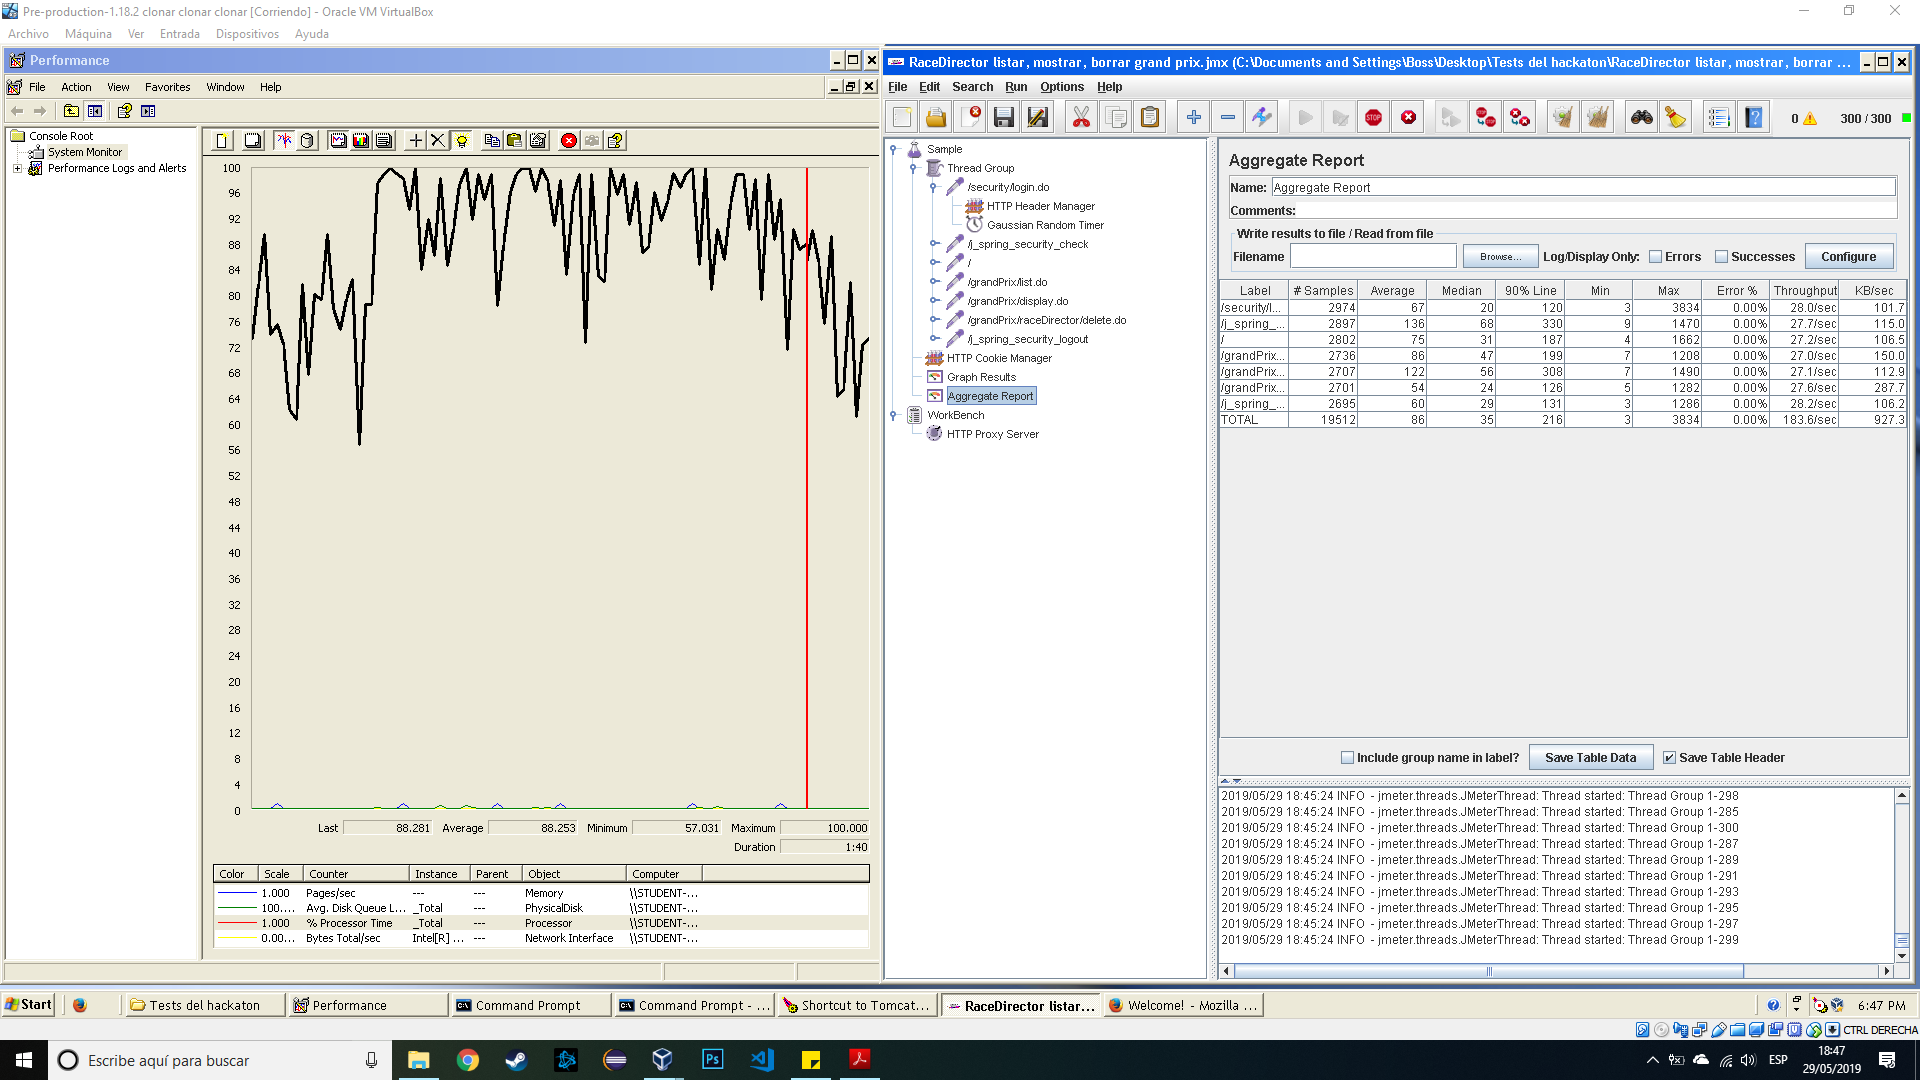 Pre-production-1.18.2 clonar clonar clonar [Corriendo] - Oracle VM VirtualBox
Archivo Máquina Ver Entrada Dispositivos Ayuda
Performance
File Action View Favorites Window Help
Console Root
System Monitor
Performance Logs and Alerts
100
96
92
88
84
80
76
72
68
64
60
56
52
48
44
40
36
32
28
24
20
16
12
8
4
0
Last 88.281 Average 88.253 Minimum 57.031 Maximum 100.000
Duration 1:40
Color Scale Counter Instance Parent Object Computer
1.000 Pages/sec --- --- Memory \\STUDENT-...
100.... Avg. Disk Queue L... _Total --- PhysicalDisk \\STUDENT-...
1.000 % Processor Time _Total --- Processor \\STUDENT-...
0.00... Bytes Total/sec Intel[R] ... --- Network Interface \\STUDENT-...
RaceDirector listar, mostrar, borrar grand prix.jmx (C:\Documents and Settings\Boss\Desktop\Tests del hackaton\RaceDirector listar, mostrar, borrar ...
File Edit Search Run Options Help
STOP
0 300 / 300
Sample
Thread Group
/security/login.do
HTTP Header Manager
Gaussian Random Timer
/j_spring_security_check
/
/grandPrix/list.do
/grandPrix/display.do
/grandPrix/raceDirector/delete.do
/j_spring_security_logout
HTTP Cookie Manager
Graph Results
Aggregate Report
WorkBench
HTTP Proxy Server
Aggregate Report
Name: Aggregate Report
Comments:
Write results to file / Read from file
Filename Browse... Log/Display Only: Errors Successes Configure
Label # Samples Average Median 90% Line Min Max Error % Throughput KB/sec
/security/l... 2974 67 20 120 3 3834 0.00% 28.0/sec 101.7
/j_spring_... 2897 136 68 330 9 1470 0.00% 27.7/sec 115.0
/ 2802 75 31 187 4 1662 0.00% 27.2/sec 106.5
/grandPrix... 2736 86 47 199 7 1208 0.00% 27.0/sec 150.0
/grandPrix... 2707 122 56 308 7 1490 0.00% 27.1/sec 112.9
/grandPrix... 2701 54 24 126 5 1282 0.00% 27.6/sec 287.7
/j_spring_... 2695 60 29 131 3 1286 0.00% 28.2/sec 106.2
TOTAL 19512 86 35 216 3 3834 0.00% 183.6/sec 927.3
Include group name in label? Save Table Data Save Table Header
2019/05/29 18:45:24 INFO - jmeter.threads.JMeterThread: Thread started: Thread Group 1-298
2019/05/29 18:45:24 INFO - jmeter.threads.JMeterThread: Thread started: Thread Group 1-285
2019/05/29 18:45:24 INFO - jmeter.threads.JMeterThread: Thread started: Thread Group 1-300
2019/05/29 18:45:24 INFO - jmeter.threads.JMeterThread: Thread started: Thread Group 1-287
2019/05/29 18:45:24 INFO - jmeter.threads.JMeterThread: Thread started: Thread Group 1-289
2019/05/29 18:45:24 INFO - jmeter.threads.JMeterThread: Thread started: Thread Group 1-291
2019/05/29 18:45:24 INFO - jmeter.threads.JMeterThread: Thread started: Thread Group 1-293
2019/05/29 18:45:24 INFO - jmeter.threads.JMeterThread: Thread started: Thread Group 1-295
2019/05/29 18:45:24 INFO - jmeter.threads.JMeterThread: Thread started: Thread Group 1-297
2019/05/29 18:45:24 INFO - jmeter.threads.JMeterThread: Thread started: Thread Group 1-299
Start Tests del hackaton Performance Command Prompt Command Prompt - ... Shortcut to Tomcat... RaceDirector listar... Welcome! - Mozilla ... 6:47 PM
CTRL DERECHA
Escribe aquí para buscar
Ps
ESP
18:47
29/05/2019